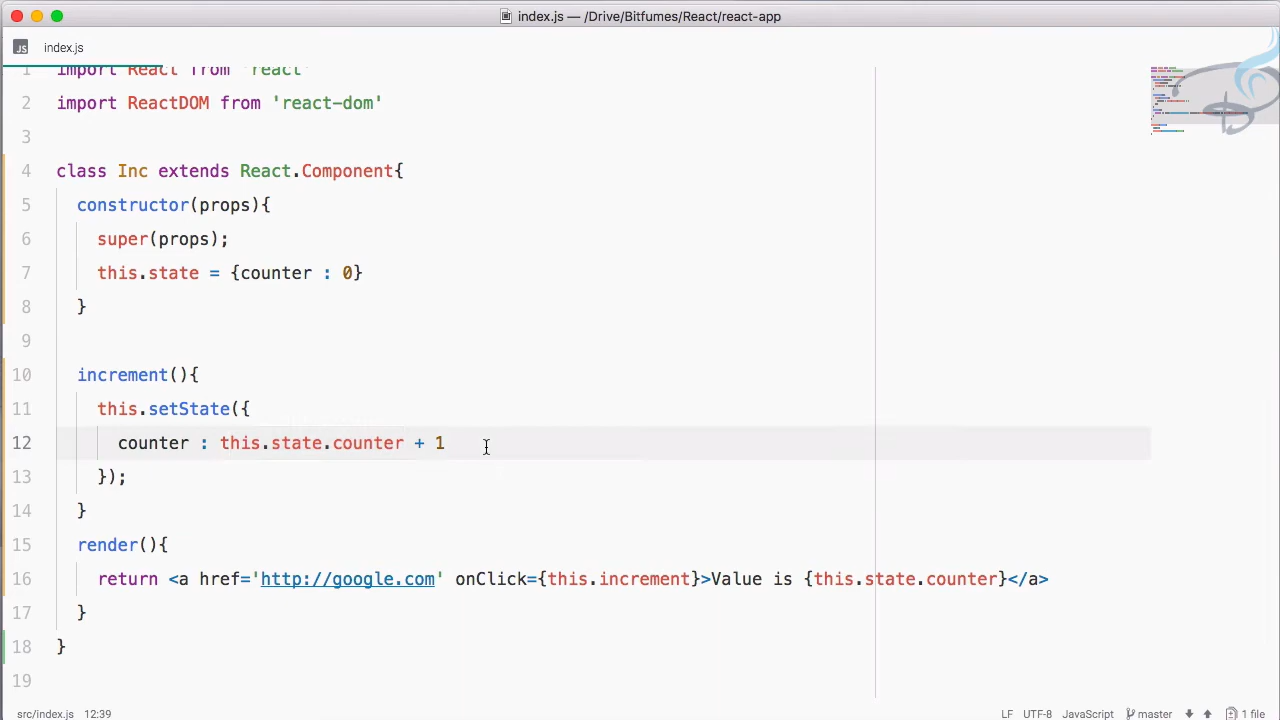 index.js — /Drive/Bitfumes/React/react-app
JS index.js
1 import React from 'react'
2 import ReactDOM from 'react-dom'
3
4 class Inc extends React.Component{
5 constructor(props){
6 super(props);
7 this.state = {counter : 0}
8 }
9
10 increment(){
11 this.setState({
12 counter : this.state.counter + 1
13 });
14 }
15 render(){
16 return <a href='http://google.com' onClick={this.increment}>Value is {this.state.counter}</a>
17 }
18 }
19
src/index.js 12:39 LF UTF-8 JavaScript master 1 file